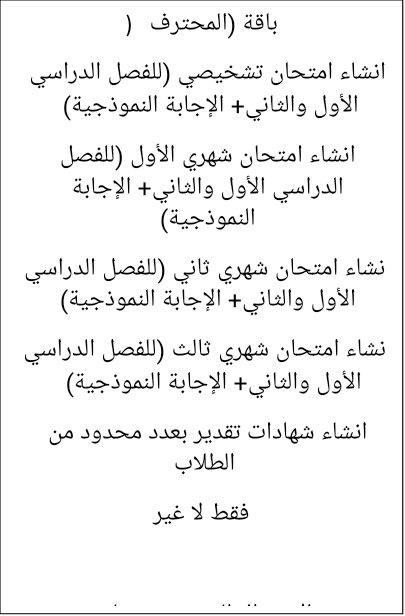 باقة (المحترف (
انشاء امتحان تشخيصي (للفصل الدراسي
الأول والثاني+ الإجابة النموذجية)
انشاء امتحان شهري الأول (للفصل
الدراسي الأول والثاني+ الإجابة
النموذجية)
نشاء امتحان شهري ثاني (للفصل الدراسي
الأول والثاني+ الإجابة النموذجية)
نشاء امتحان شهري ثالث (للفصل الدراسي
الأول والثاني+ الإجابة النموذجية)
انشاء شهادات تقدير بعدد محدود من
الطلاب
فقط لا غير